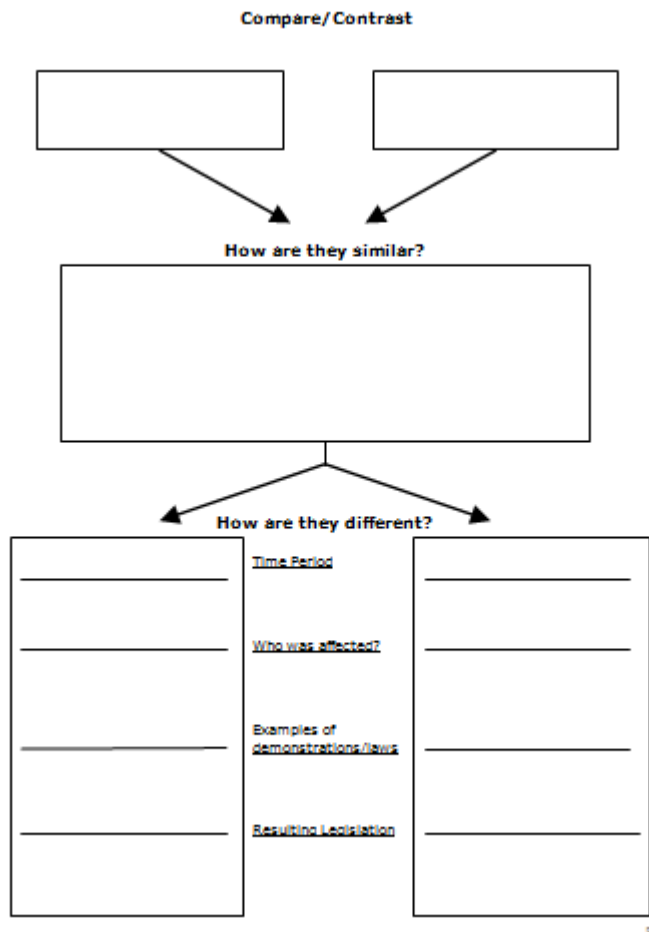 Compare/Contrast
How are they similar?
How are they different?
Time Period
Who was affected?
Examples of
demonstrations/laws
Resulting Legislation